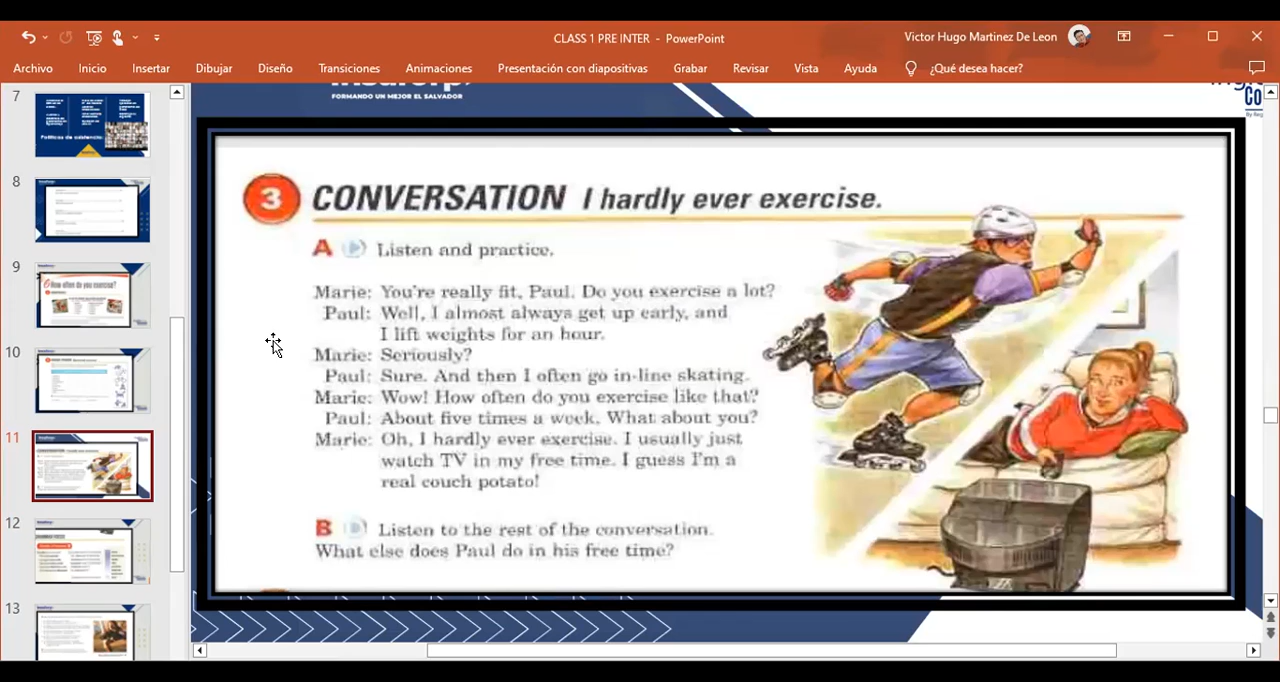 CLASS 1 PRE INTER - PowerPoint
Victor Hugo Martinez De Leon
Archivo Inicio Insertar Dibujar Diseño Transiciones Animaciones Presentación con diapositivas Grabar Revisar Vista Ayuda ¿Qué desea hacer?
FORMANDO UN MEJOR EL SALVADOR
CO
7
8
9
How often do you exercise?
10
11
12
13
3 CONVERSATION I hardly ever exercise.
A Listen and practice.
Marie: You're really fit, Paul. Do you exercise a lot?
Paul: Well, I almost always get up early, and
I lift weights for an hour.
Marie: Seriously?
Paul: Sure. And then I often go in-line skating.
Marie: Wow! How often do you exercise like that?
Paul: About five times a week. What about you?
Marie: Oh, I hardly ever exercise. I usually just
watch TV in my free time. I guess I'm a
real couch potato!
B Listen to the rest of the conversation.
What else does Paul do in his free time?